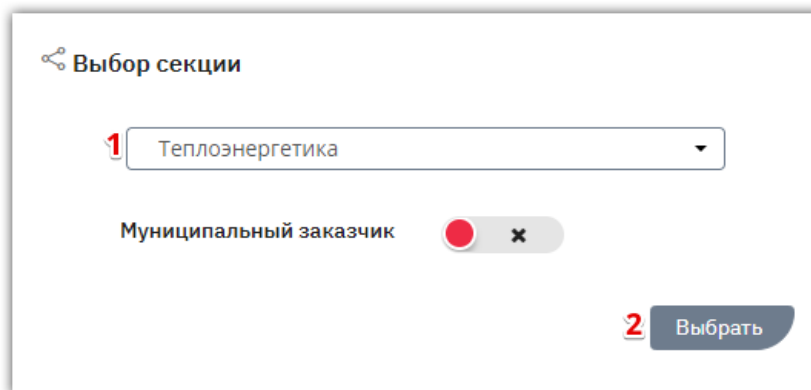 Выбор секции
1 Теплоэнергетика
Муниципальный заказчик
2 Выбрать